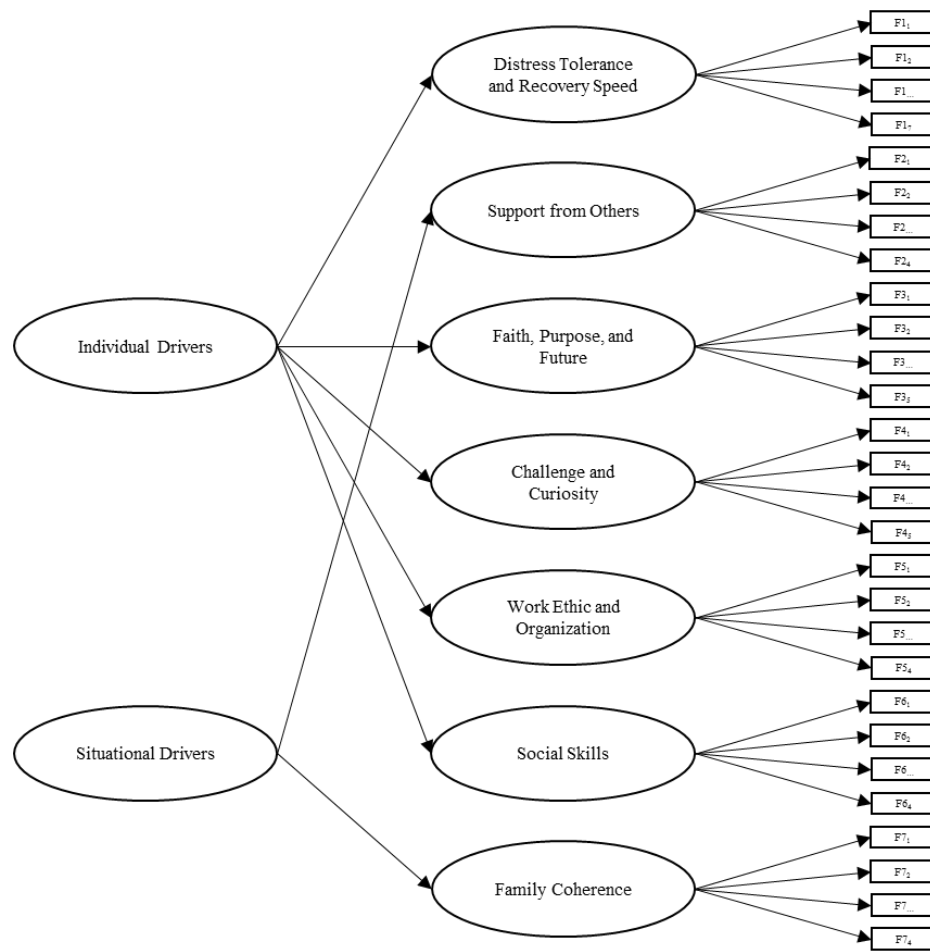 Distress Tolerance
and Recovery Speed
Support from Others
Individual Drivers
Faith, Purpose, and
Future
Challenge and
Curiosity
Work Ethic and
Organization
Situational Drivers
Social Skills
Family Coherence
F1₁
F1₂
F1...
F1₇
F2₁
F2₂
F2...
F2₄
F3₁
F3₂
F3...
F3₅
F4₁
F4₂
F4...
F4₅
F5₁
F5₂
F5...
F5₄
F6₁
F6₂
F6...
F6₄
F7₁
F7₂
F7...
F7₄